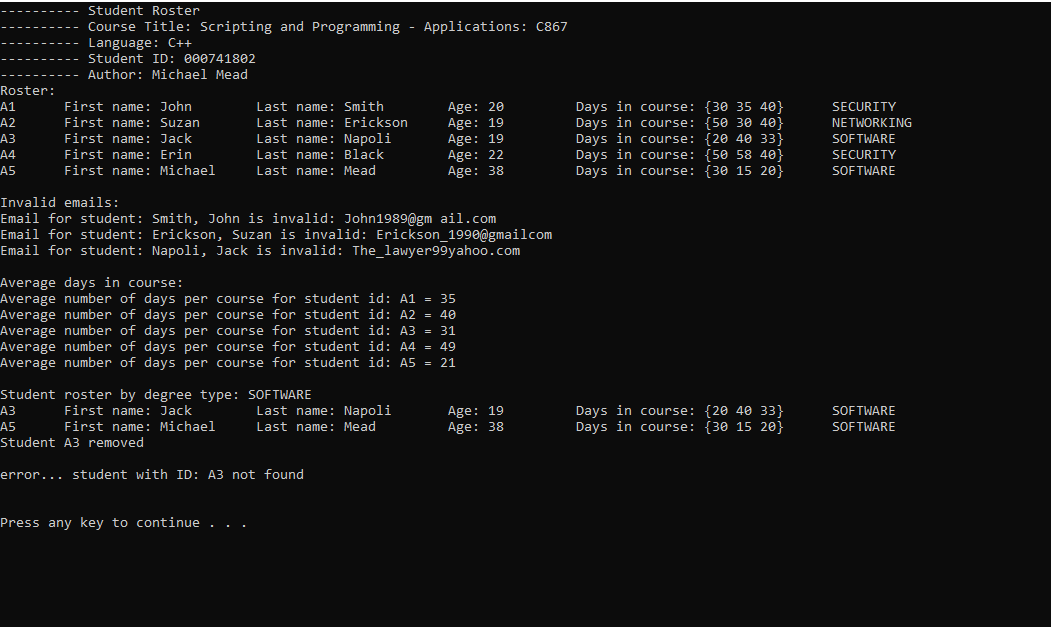 ---------- Student Roster
---------- Course Title: Scripting and Programming - Applications: C867
---------- Language: C++
---------- Student ID: 000741802
---------- Author: Michael Mead
Roster:
A1      First name: John        Last name: Smith        Age: 20         Days in course: {30 35 40}      SECURITY
A2      First name: Suzan       Last name: Erickson     Age: 19         Days in course: {50 30 40}      NETWORKING
A3      First name: Jack        Last name: Napoli       Age: 19         Days in course: {20 40 33}      SOFTWARE
A4      First name: Erin        Last name: Black        Age: 22         Days in course: {50 58 40}      SECURITY
A5      First name: Michael     Last name: Mead         Age: 38         Days in course: {30 15 20}      SOFTWARE

Invalid emails:
Email for student: Smith, John is invalid: John1989@gm ail.com
Email for student: Erickson, Suzan is invalid: Erickson_1990@gmailcom
Email for student: Napoli, Jack is invalid: The_lawyer99yahoo.com

Average days in course:
Average number of days per course for student id: A1 = 35
Average number of days per course for student id: A2 = 40
Average number of days per course for student id: A3 = 31
Average number of days per course for student id: A4 = 49
Average number of days per course for student id: A5 = 21

Student roster by degree type: SOFTWARE
A3      First name: Jack        Last name: Napoli       Age: 19         Days in course: {20 40 33}      SOFTWARE
A5      First name: Michael     Last name: Mead         Age: 38         Days in course: {30 15 20}      SOFTWARE
Student A3 removed

error... student with ID: A3 not found

Press any key to continue . . .